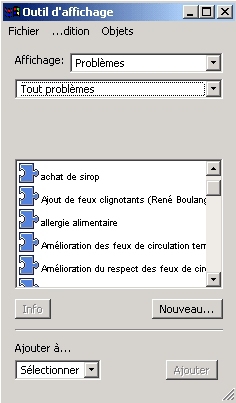 Outil d'affichage
Fichier ...dition Objets
Affichage: Problèmes
Tout problèmes
achat de sirop
Ajout de feux clignotants (René Boulang
allergie alimentaire
Amélioration des feux de circulation terr
Amélioration du respect des feux de cir
Info Nouveau...
Ajouter à...
Sélectionner Ajouter